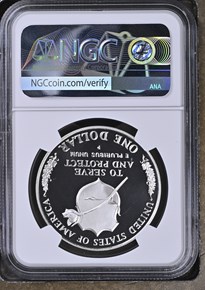 NGC
NGCcoin.com/verify
ANA
TO SERVE
AND PROTECT
E PLURIBUS UNUM
P
ONE DOLLAR
UNITED STATES OF AMERICA